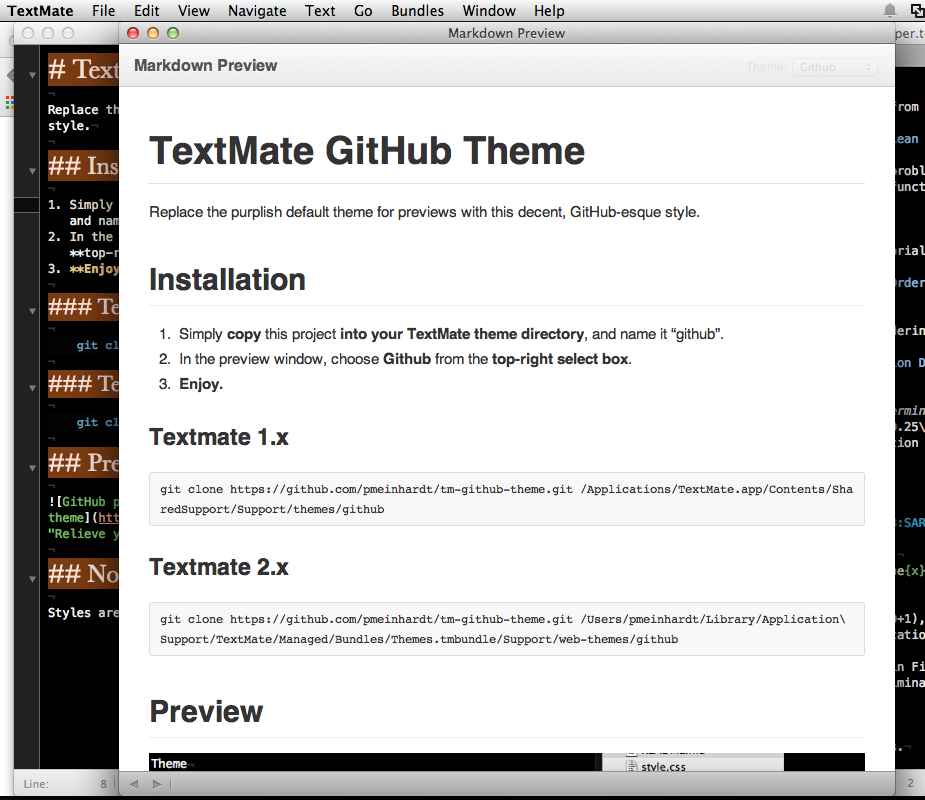 TextMate File Edit View Navigate Text Go Bundles Window Help
Markdown Preview
Markdown Preview
Theme: Github
TextMate GitHub Theme
Replace the purplish default theme for previews with this decent, GitHub-esque style.
Installation
1. Simply copy this project into your TextMate theme directory, and name it “github”.
2. In the preview window, choose Github from the top-right select box.
3. Enjoy.
Textmate 1.x
git clone https://github.com/pmeinhardt/tm-github-theme.git /Applications/TextMate.app/Contents/Sha
redSupport/Support/themes/github
Textmate 2.x
git clone https://github.com/pmeinhardt/tm-github-theme.git /Users/pmeinhardt/Library/Application\
Support/TextMate/Managed/Bundles/Themes.tmbundle/Support/web-themes/github
Preview
Theme
style.css
# Text
Replace th
style.
## Ins
1. Simply
and nam
2. In the
**top-r
3. **Enjoy
### Te
git cl
### Te
git cl
## Pre
![GitHub p
theme](htt
"Relieve y
## No
Styles are
Line: 8
per.t
from
ean
probl
funct
rial
Order
derin
on D
ermin
.25\
tion
:SAR
e{x}
+1),
tatio
n Fi
mina
2